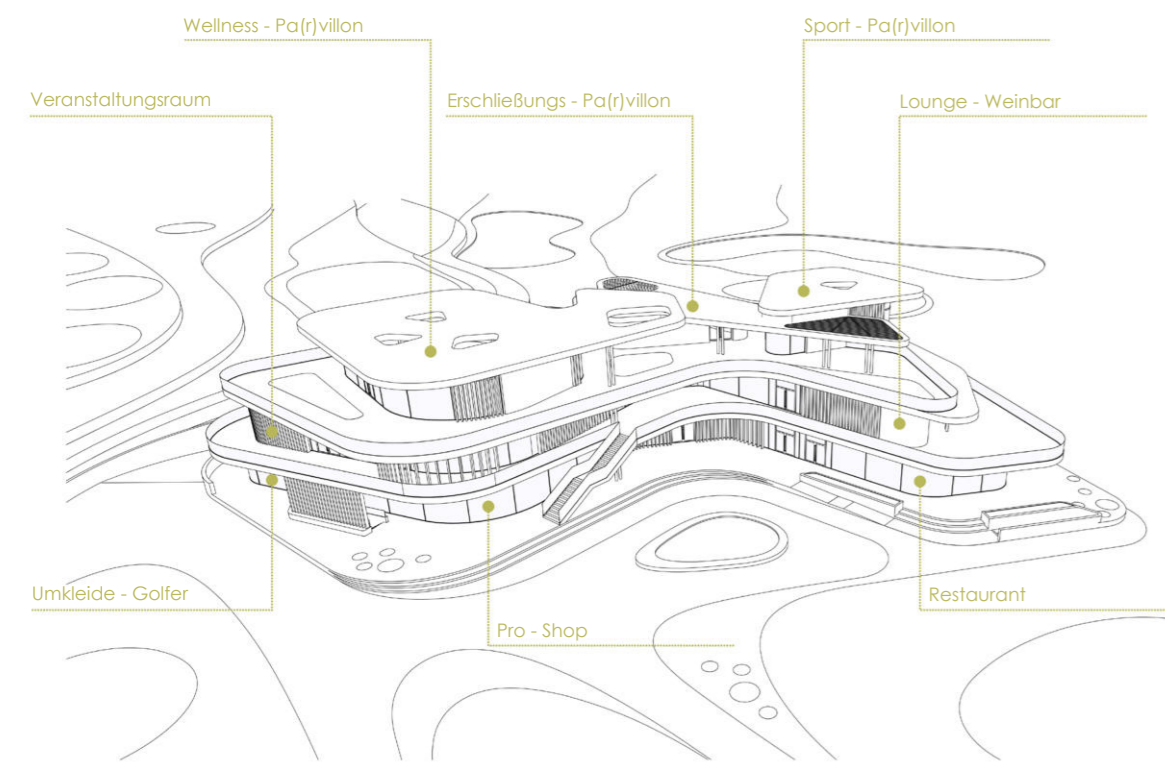 Wellness - Pa(r)villon
Sport - Pa(r)villon
Veranstaltungsraum
Erschließungs - Pa(r)villon
Lounge - Weinbar
Umkleide - Golfer
Restaurant
Pro - Shop